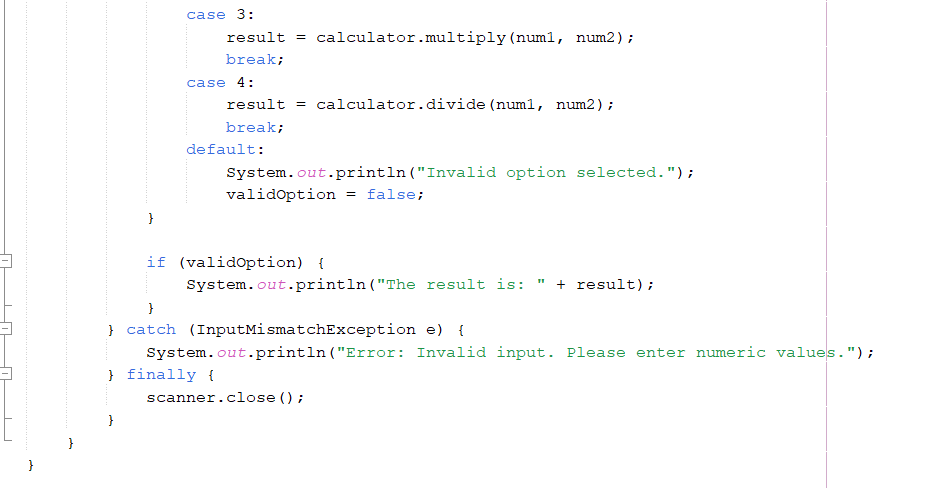 case 3:
result = calculator.multiply(num1, num2);
break;
case 4:
result = calculator.divide(num1, num2);
break;
default:
System.out.println("Invalid option selected.");
validOption = false;
}
if (validOption) {
System.out.println("The result is: " + result);
}
} catch (InputMismatchException e) {
System.out.println("Error: Invalid input. Please enter numeric values.");
} finally {
scanner.close();
}
}
}